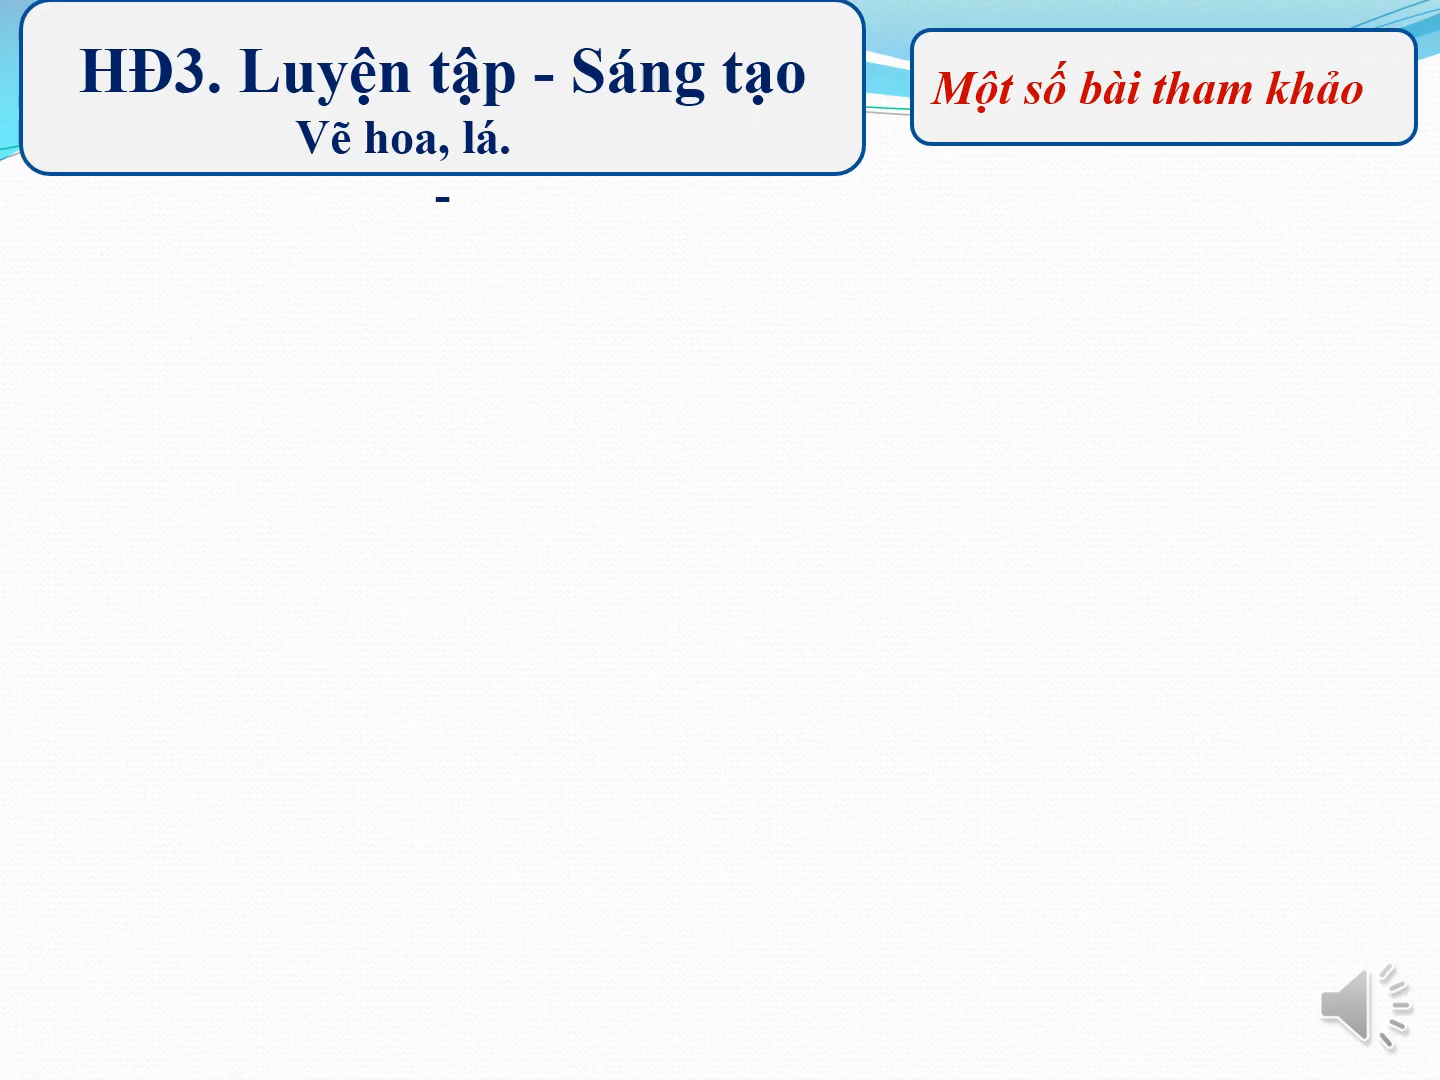 HĐ3. Luyện tập - Sáng tạo
Vẽ hoa, lá.
-
Một số bài tham khảo